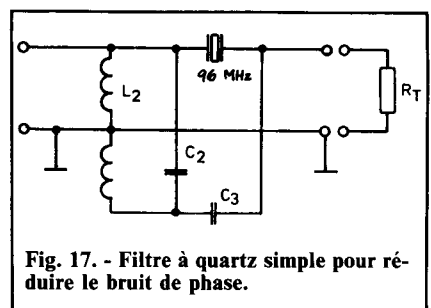 96 MHz
L2
RT
C2
C3
Fig. 17. - Filtre à quartz simple pour ré-
duire le bruit de phase.